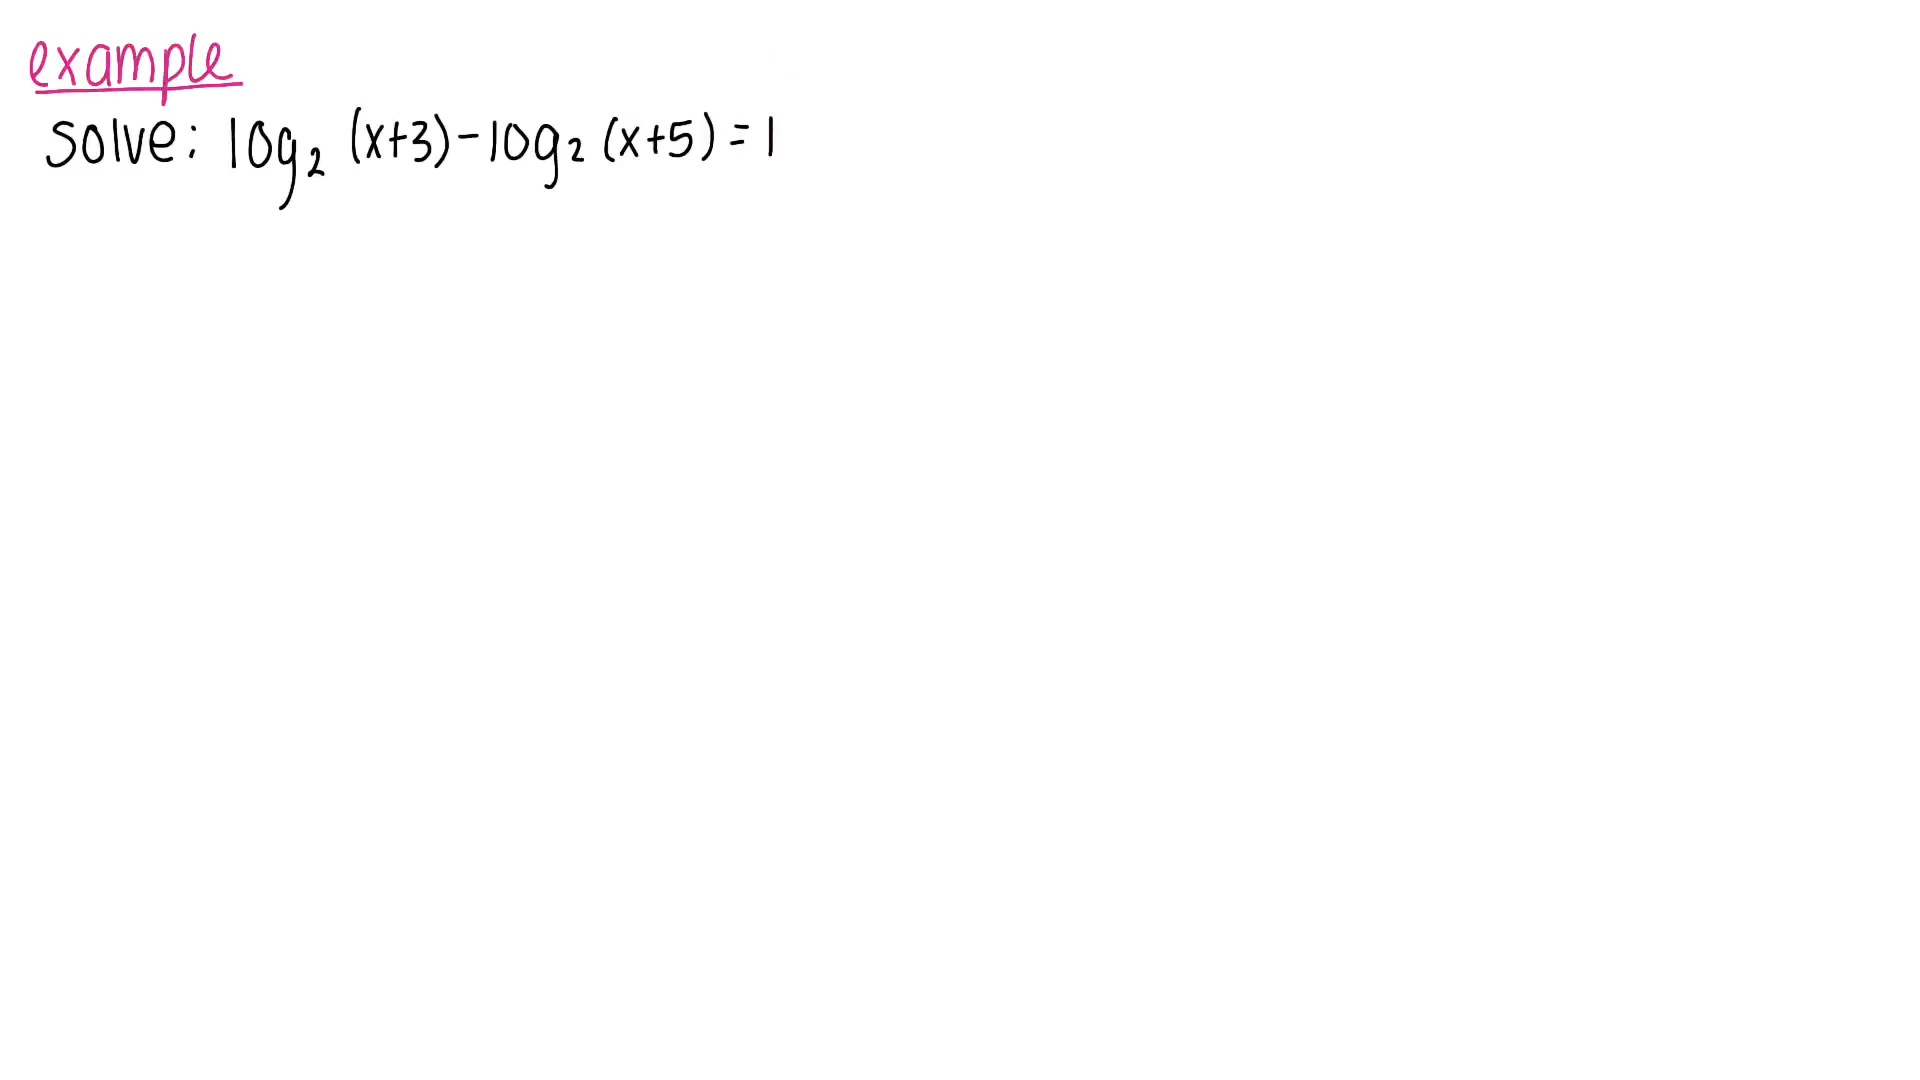 example
solve: log₂ (x+3) - log₂ (x+5) = 1